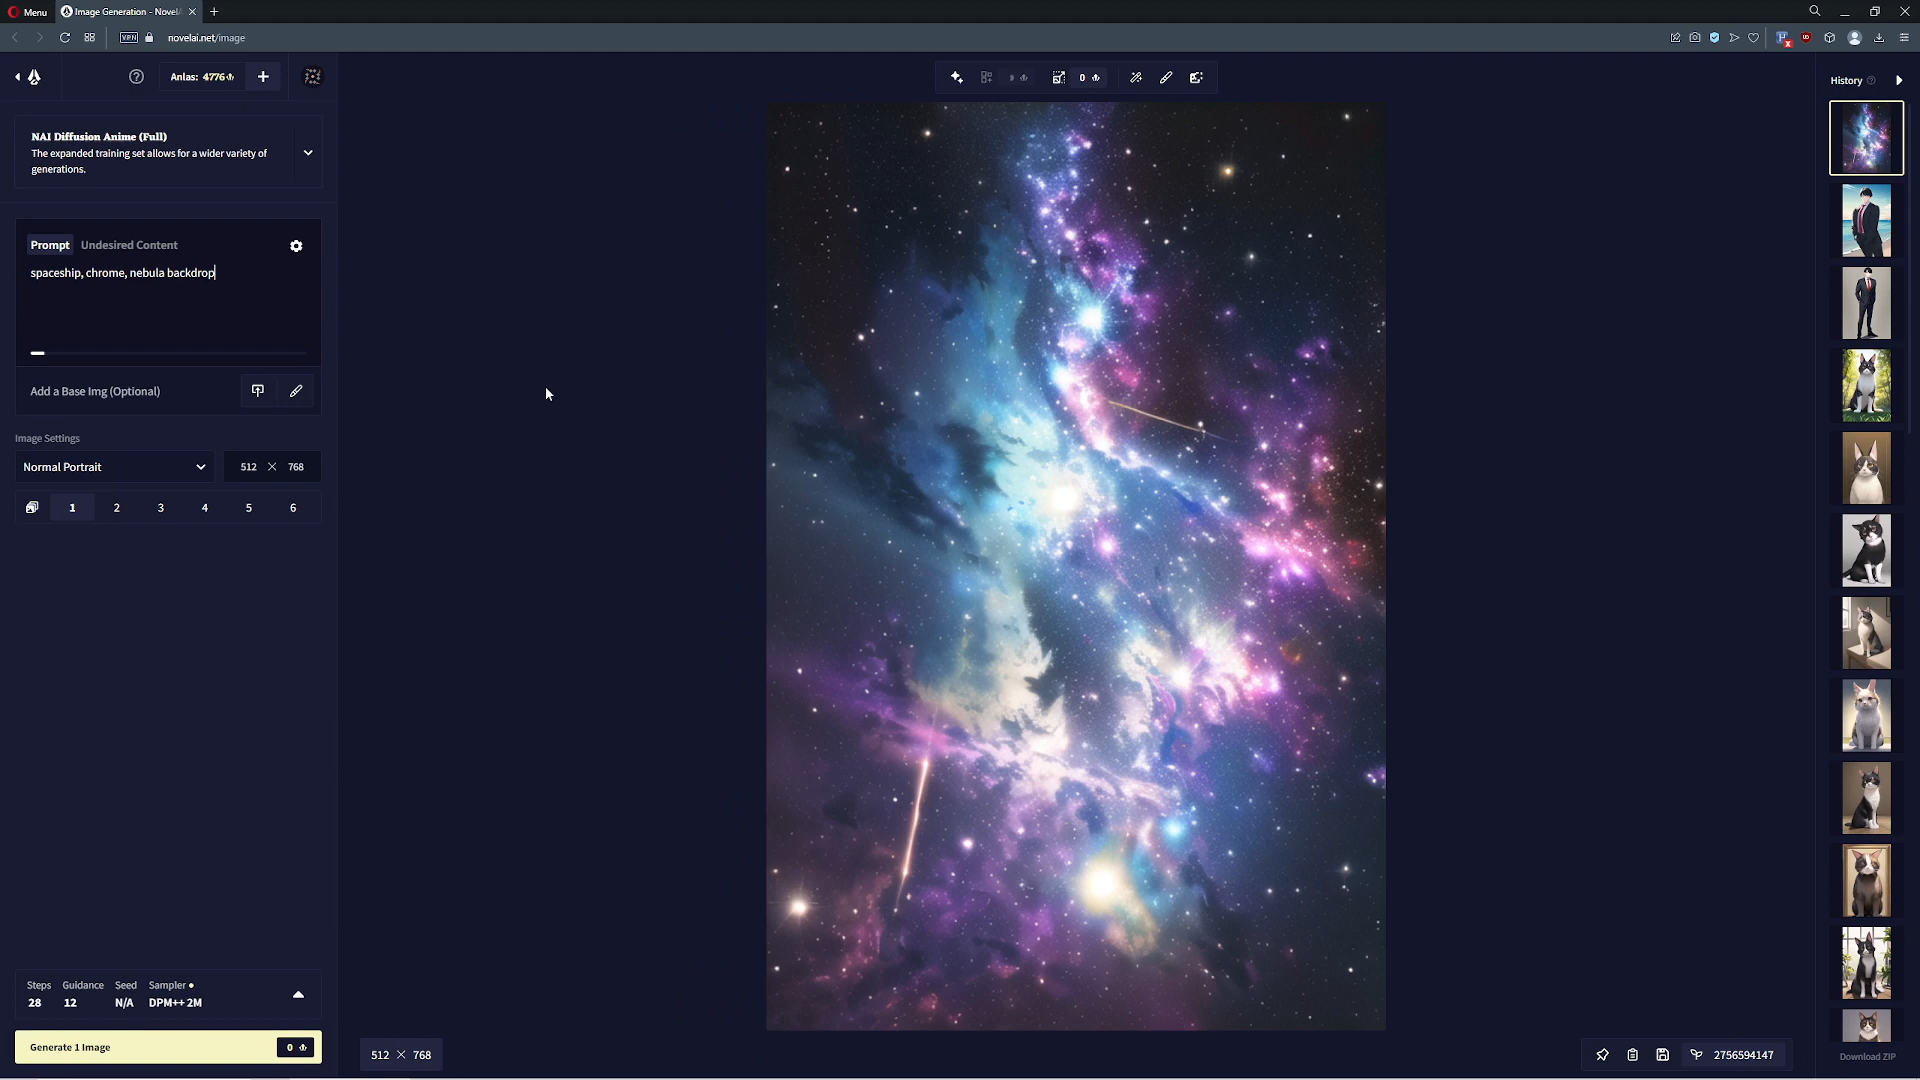 Menu
Image Generation - Novel
VPN
novelai.net/image
Anlas: 4776
NAI Diffusion Anime (Full)
The expanded training set allows for a wider variety of
generations.
Prompt
Undesired Content
spaceship, chrome, nebula backdrop
Add a Base Img (Optional)
Image Settings
Normal Portrait
512 × 768
1 2 3 4 5 6
Steps Guidance Seed Sampler
28 12 N/A DPM++ 2M
Generate 1 Image
0
0
512 × 768
2756594147
History
Download ZIP